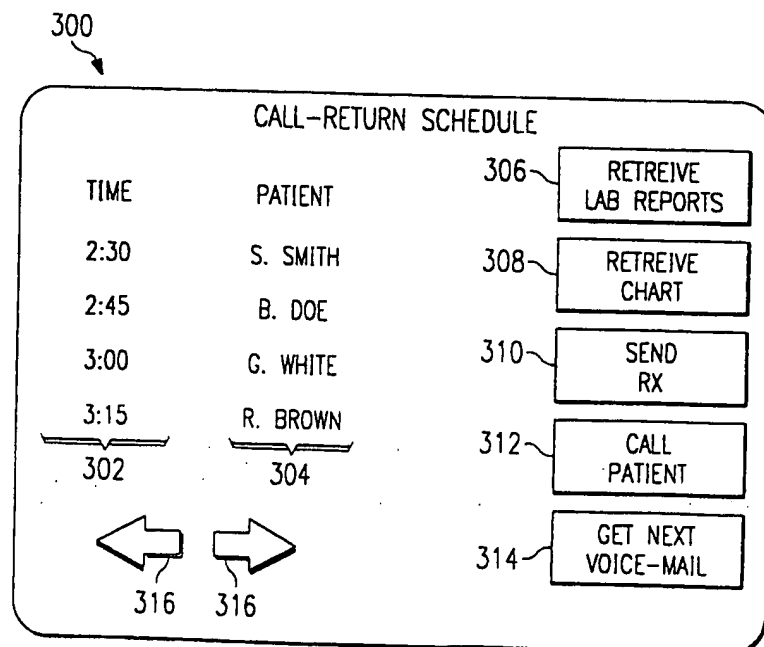 300
CALL-RETURN SCHEDULE
TIME PATIENT
2:30 S. SMITH
2:45 B. DOE
3:00 G. WHITE
3:15 R. BROWN
302 304
316 316
306 RETREIVE
LAB REPORTS
308 RETREIVE
CHART
310 SEND
RX
312 CALL
PATIENT
314 GET NEXT
VOICE-MAIL